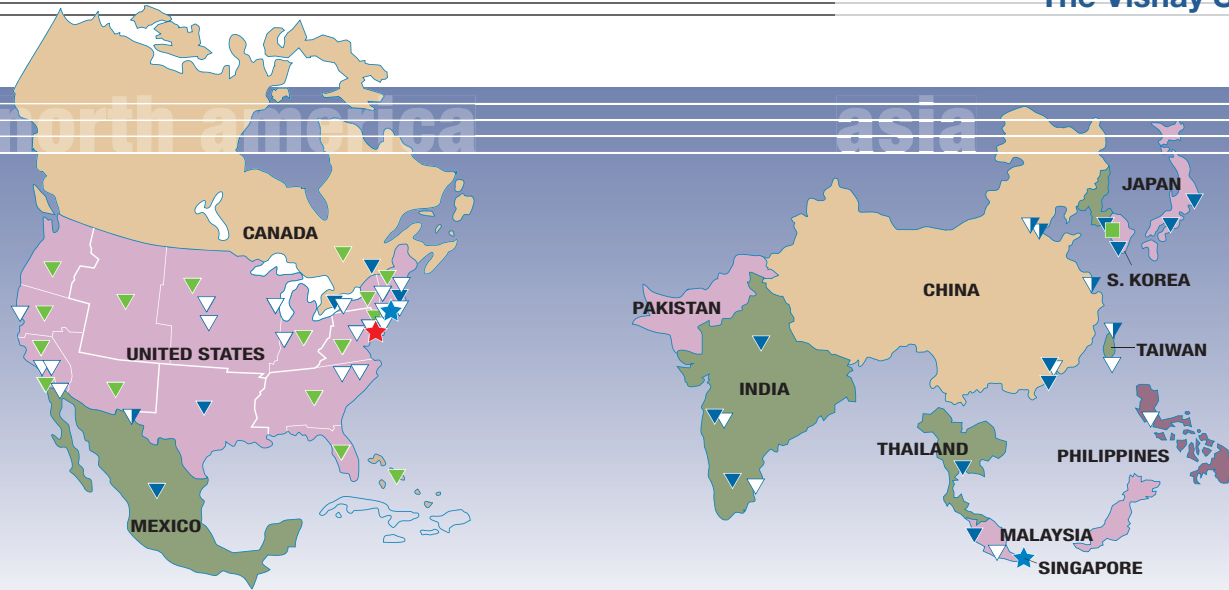 The Vishay
north america
asia
CANADA
UNITED STATES
MEXICO
JAPAN
S. KOREA
CHINA
PAKISTAN
TAIWAN
INDIA
THAILAND
PHILIPPINES
MALAYSIA
SINGAPORE